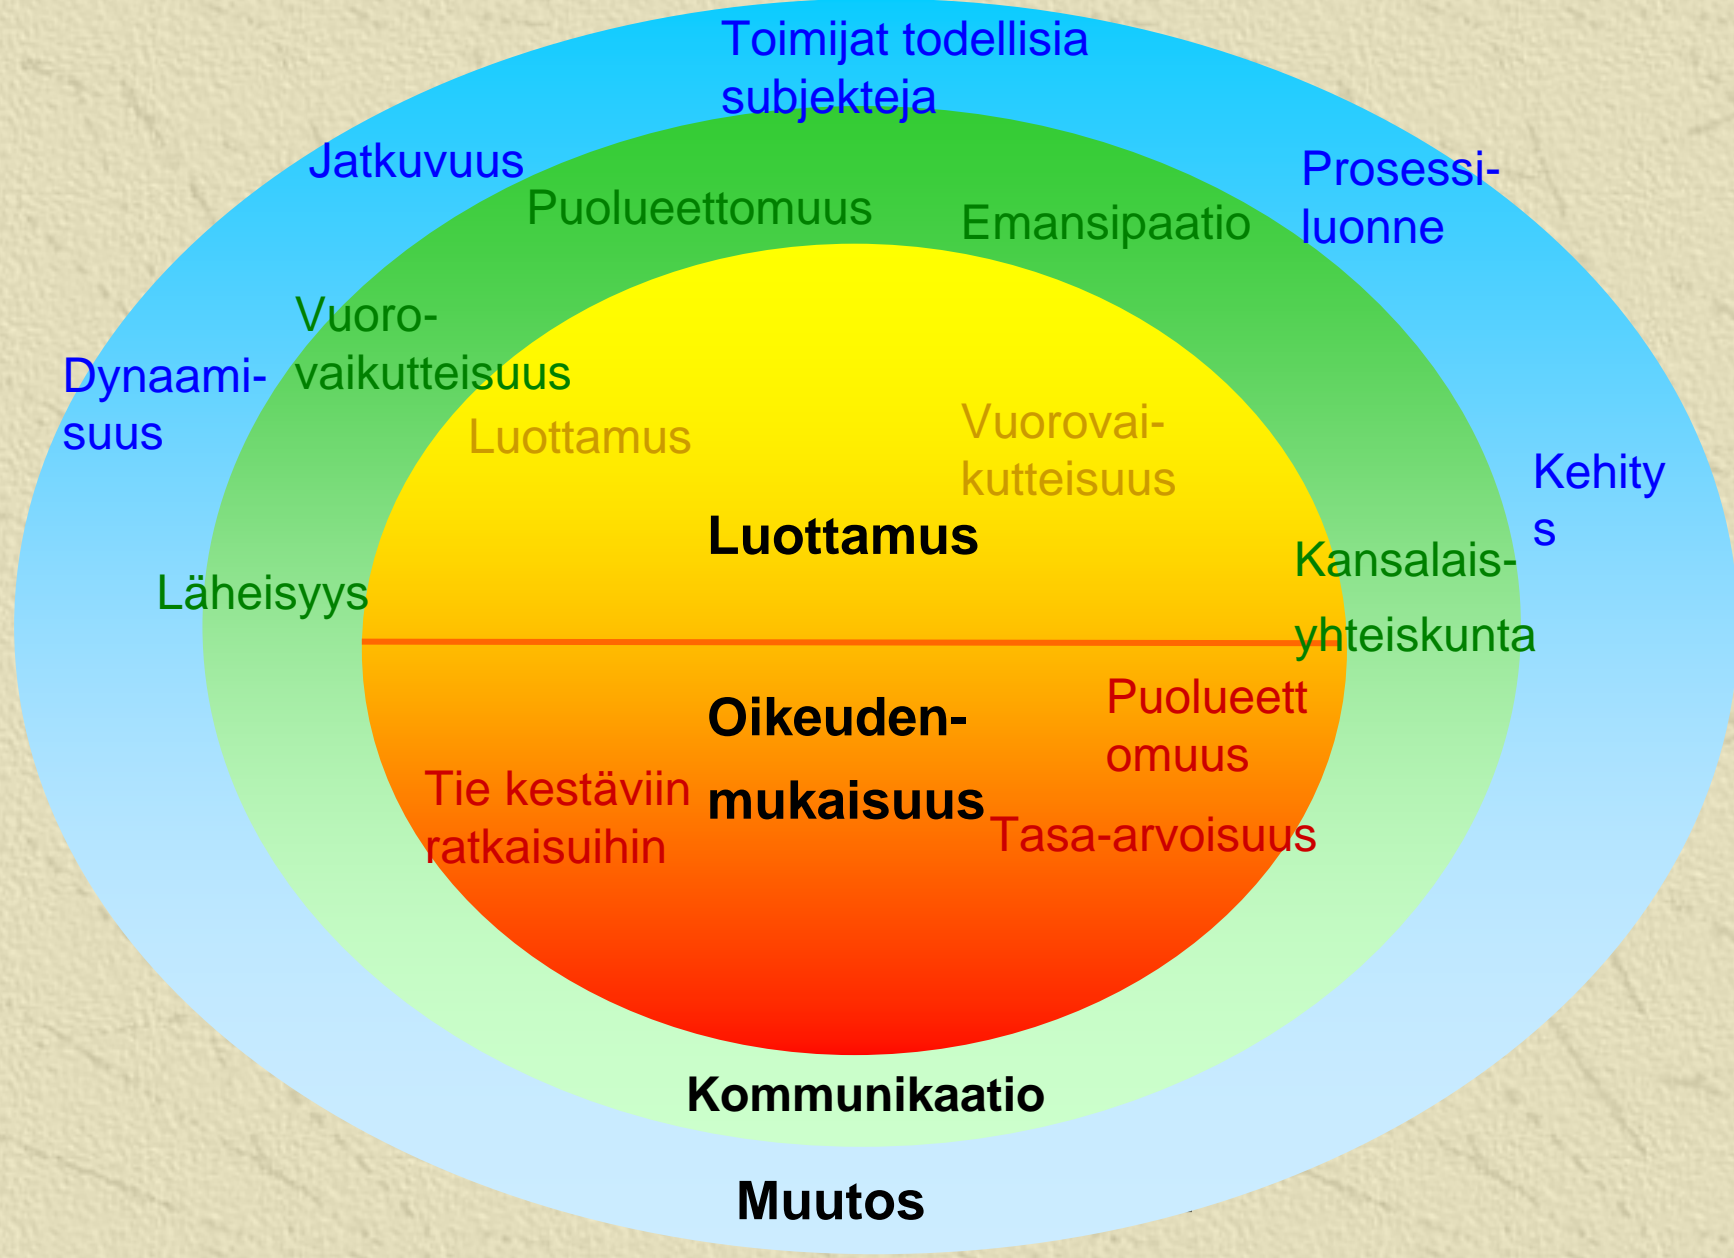 Toimijat todellisia
subjekteja
Jatkuvuus
Prosessi-
luonne
Puolueettomuus
Emansipaatio
Vuoro-
vaikutteisuus
Dynaami-
suus
Luottamus
Vuorovai-
kutteisuus
Kehity
s
Luottamus
Kansalais-
yhteiskunta
Läheisyys
Oikeuden-
mukaisuus
Puolueett
omuus
Tie kestäviin
ratkaisuihin
Tasa-arvoisuus
Kommunikaatio
Muutos